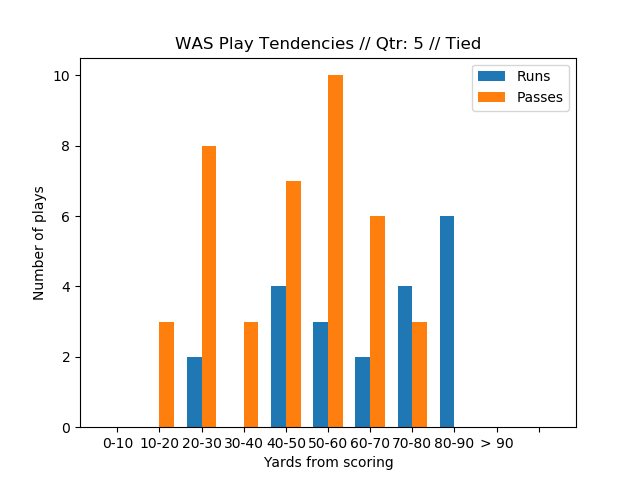 WAS Play Tendencies // Qtr: 5 // Tied
Runs
Passes
Number of plays
10
8
6
4
2
0
0-10 10-20 20-30 30-40 40-50 50-60 60-70 70-80 80-90 > 90
Yards from scoring